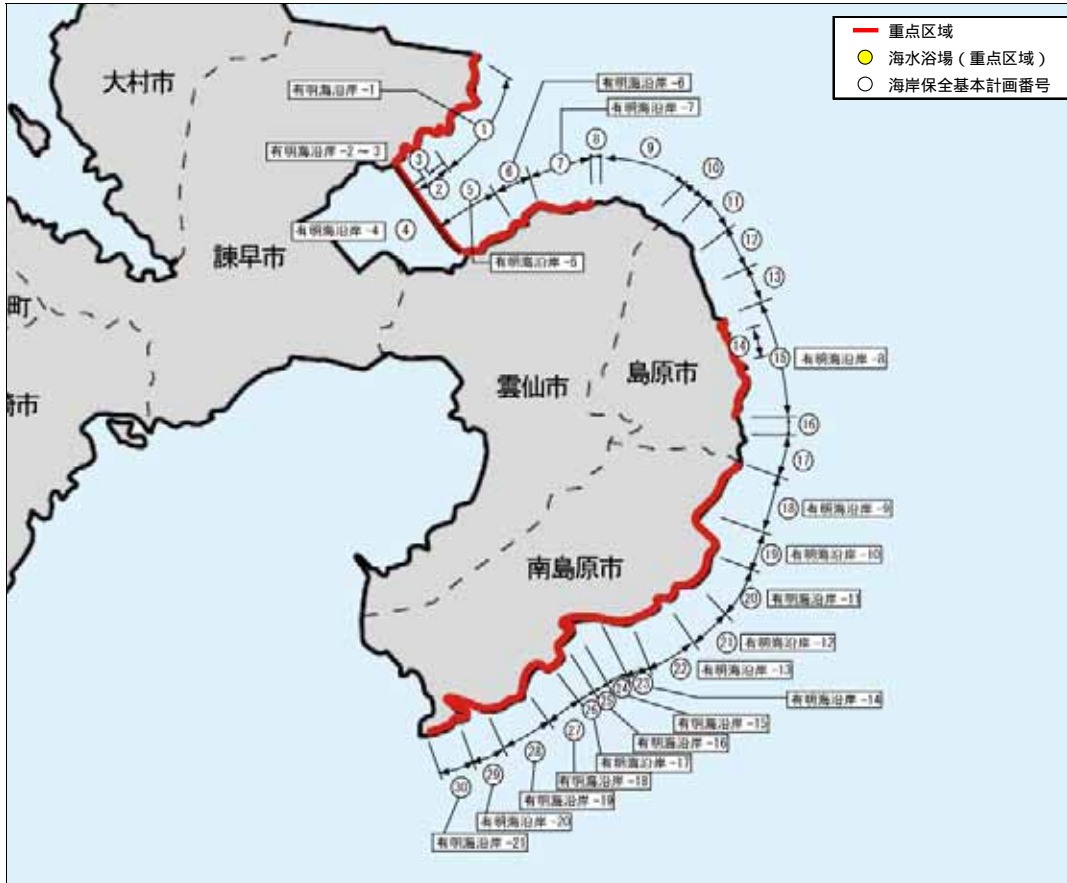 重点区域
海水浴場（重点区域）
海岸保全基本計画番号
大村市
有明海沿岸-1
有明海沿岸-6
有明海沿岸-7
有明海沿岸-2～3
①
②
③
④
⑤
⑥
⑦
⑧
⑨
⑩
⑪
⑫
⑬
⑭
⑮
⑯
⑰
有明海沿岸-4
諫早市
有明海沿岸-5
町
雲仙市
島原市
有明海沿岸-8
崎市
南島原市
⑱ 有明海沿岸-9
⑲ 有明海沿岸-10
⑳ 有明海沿岸-11
㉑ 有明海沿岸-12
㉒ 有明海沿岸-13
㉓
㉔
㉕
㉖
㉗
㉘
㉙
㉚
有明海沿岸-14
有明海沿岸-15
有明海沿岸-16
有明海沿岸-17
有明海沿岸-18
有明海沿岸-19
有明海沿岸-20
有明海沿岸-21